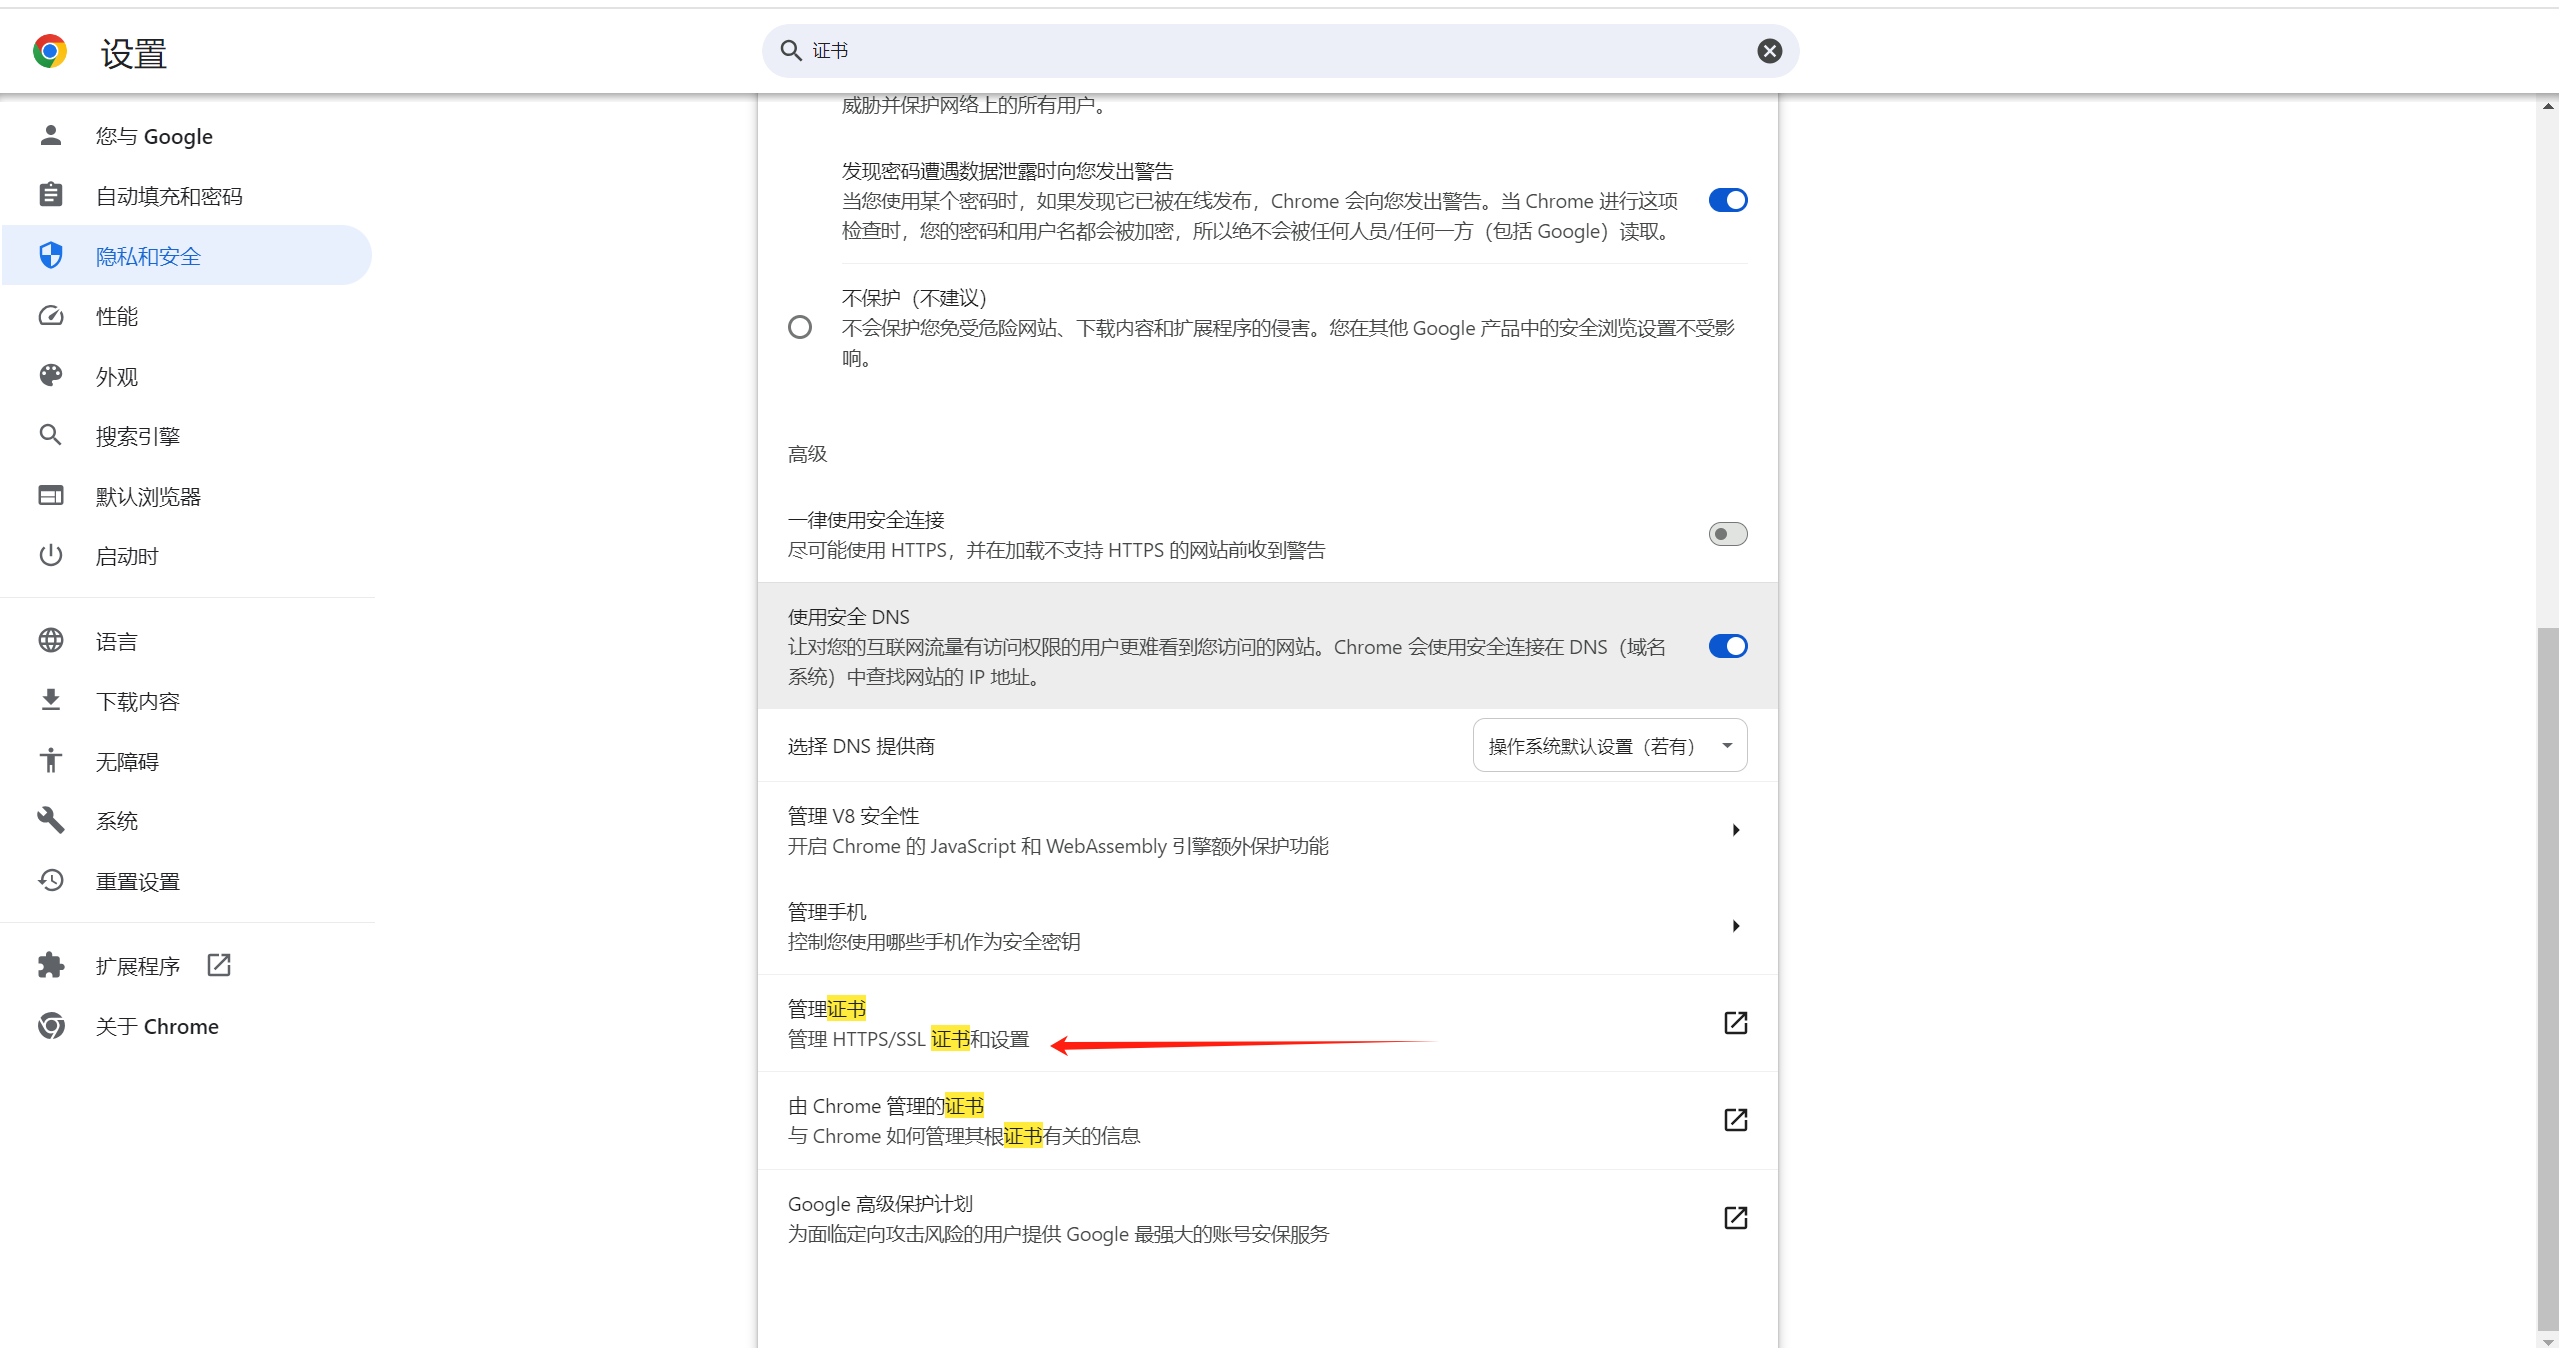 设置
证书
您与 Google
自动填充和密码
隐私和安全
性能
外观
搜索引擎
默认浏览器
启动时
语言
下载内容
无障碍
系统
重置设置
扩展程序
关于 Chrome
威胁并保护网络上的所有用户。
发现密码遭遇数据泄露时向您发出警告
当您使用某个密码时，如果发现它已被在线发布，Chrome 会向您发出警告。当 Chrome 进行这项
检查时，您的密码和用户名都会被加密，所以绝不会被任何人员/任何一方（包括 Google）读取。
不保护（不建议）
不会保护您免受危险网站、下载内容和扩展程序的侵害。您在其他 Google 产品中的安全浏览设置不受影
响。
高级
一律使用安全连接
尽可能使用 HTTPS，并在加载不支持 HTTPS 的网站前收到警告
使用安全 DNS
让对您的互联网流量有访问权限的用户更难看到您访问的网站。Chrome 会使用安全连接在 DNS（域名
系统）中查找网站的 IP 地址。
选择 DNS 提供商
操作系统默认设置（若有）
管理 V8 安全性
开启 Chrome 的 JavaScript 和 WebAssembly 引擎额外保护功能
管理手机
控制您使用哪些手机作为安全密钥
管理证书
管理 HTTPS/SSL 证书和设置
由 Chrome 管理的证书
与 Chrome 如何管理其根证书有关的信息
Google 高级保护计划
为面临定向攻击风险的用户提供 Google 最强大的账号安保服务